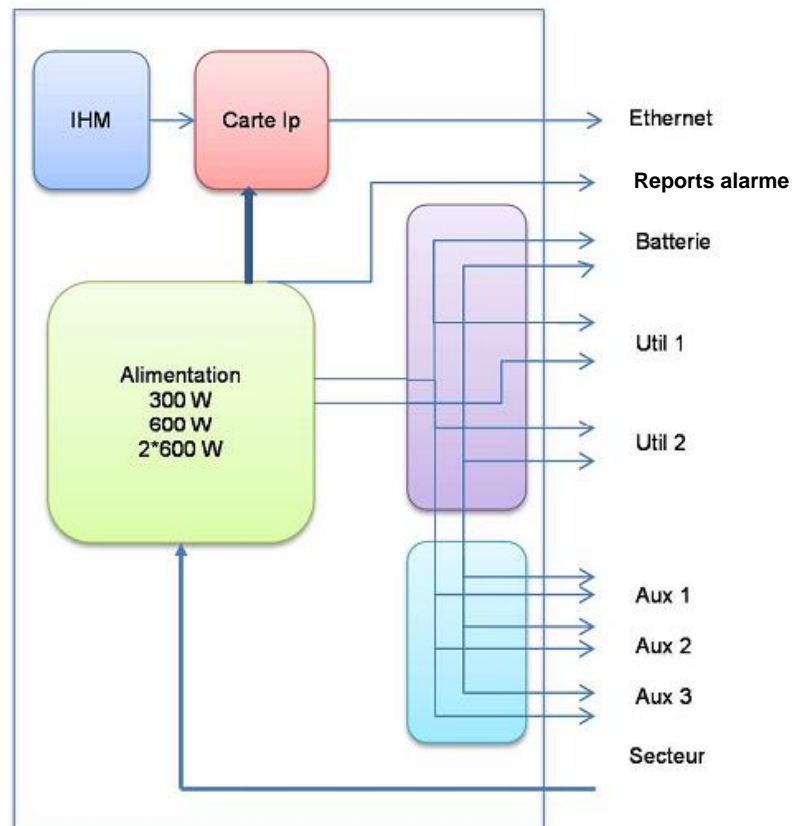 IHM
Carte Ip
Ethernet
Reports alarme
Batterie
Alimentation
300 W
600 W
2*600 W
Util 1
Util 2
Aux 1
Aux 2
Aux 3
Secteur